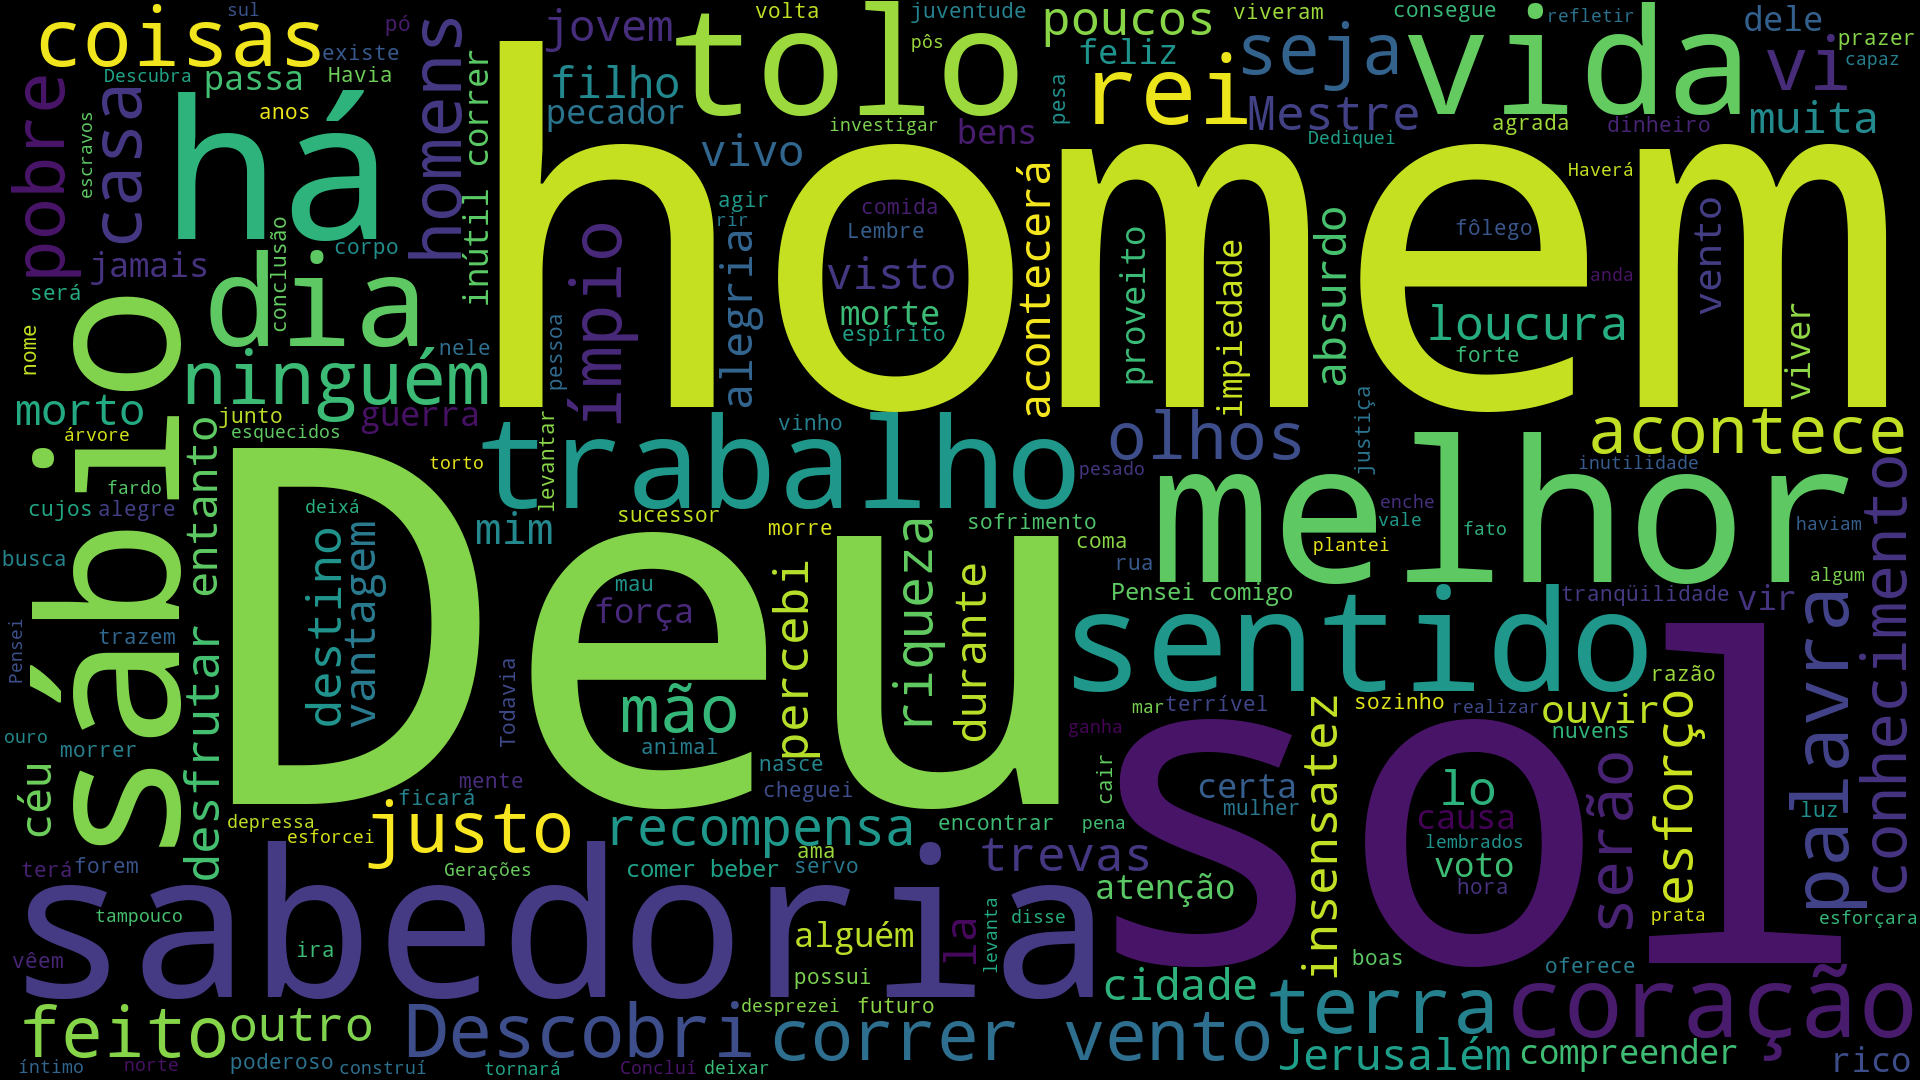 homem
Deu
sol
sabedoria
sábio
tolo
vida
há
melhor
trabalho
sentido
coisas
dia
rei
seja
vi
coração
ninguém
justo
feito
Descobri
correr vento
terra
palavra
conhecimento
acontece
olhos
mão
recompensa
pobre
casa
homens
ímpio
jovem
filho
pecador
poucos
feliz
Mestre
muita
dele
prazer
capaz
refletir
consegue
viveram
juventude
volta
pôs
sul
pó
existe
Havia
passa
Descubra
anos
escravos
inútil correr
investigar
bens
pesa
agrada
dinheiro
Dediquei
Haverá
vivo
agir
rir
alegria
comida
Lembre
visto
morte
espírito
acontecerá
proveito
impiedade
absurdo
fôlego
loucura
forte
vento
viver
anda
jamais
corpo
conclusão
será
nome
nele
pessoa
morto
junto
guerra
esquecidos
árvore
fardo
cujos
alegre
busca
torto
levantar
vinho
justiça
pesado
inutilidade
enche
vale
fato
haviam
plantei
algum
coma
rua
Pensei comigo
tranqüilidade
vir
deixá
destino
vantagem
mim
sucessor
morre
sofrimento
mau
força
percebi
riqueza
durante
desfrutar entanto
trazem
Pensei
Todavia
animal
nasce
cheguei
mente
ficará
depressa
esforcei
ouro
morrer
céu
terá
forem
Gerações
comer beber
ama
servo
encontrar
pena
cair
ganha
mar
terrível
sozinho
realizar
ouvir
nuvens
razão
certa
mulher
insensatez
lo
causa
lembrados
voto
hora
serão
esforço
prata
luz
esforçara
trevas
atenção
tampouco
ira
vêem
alguém
la
levanta
disse
possui
desprezei
futuro
cidade
boas
oferece
outro
íntimo
norte
poderoso
construí
tornará
Concluí
deixar
Jerusalém
compreender
rico